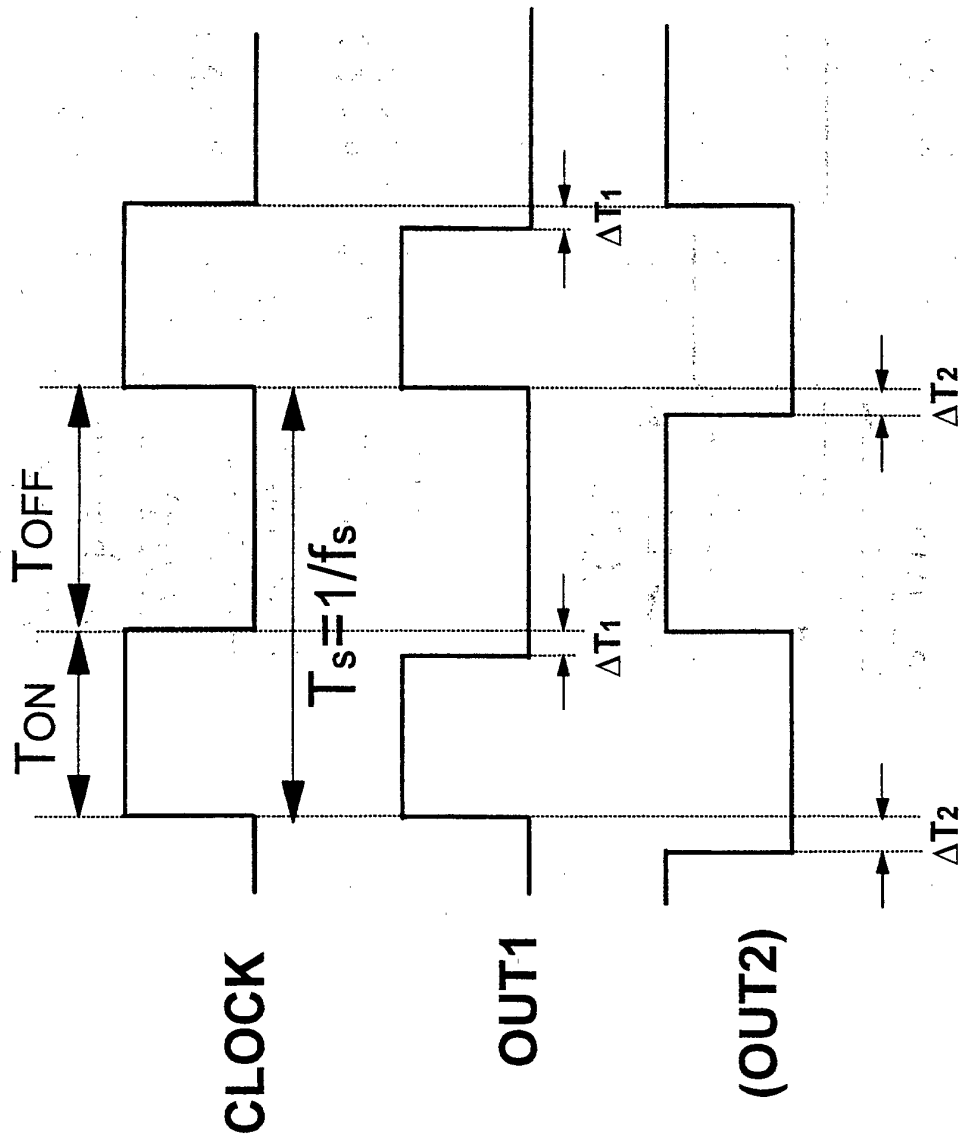 TON
TOFF
CLOCK
Ts=1/fs
OUT1
ΔT1
ΔT1
(OUT2)
ΔT2
ΔT2